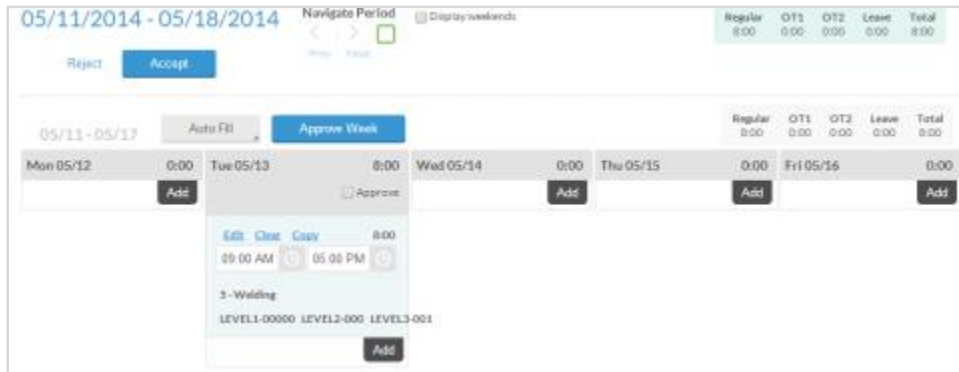 05/11/2014 - 05/18/2014 Navigate Period Display weekends Regular OT1 OT2 Leave Total
8:00 0:00 0:00 0:00 8:00
Prev Next
Reject Accept
05/11-05/17 Auto Fill Approve Week Regular OT1 OT2 Leave Total
8:00 0:00 0:00 0:00 8:00
Mon 05/12 0:00 Tue 05/13 8:00 Wed 05/14 0:00 Thu 05/15 0:00 Fri 05/16 0:00
Add Approve Add Add Add
Edit Clear Copy 8:00
09:00 AM 05:00 PM
5 - Welding
LEVEL1-00000 LEVEL2-000 LEVEL3-001
Add